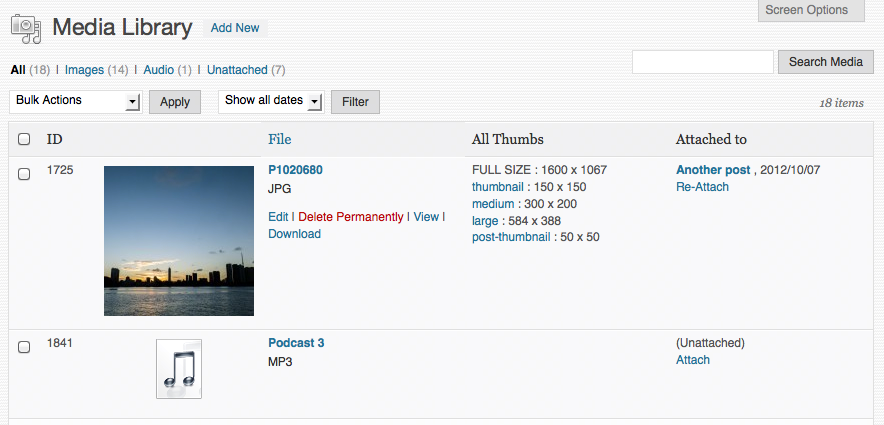 Screen Options
Media Library Add New
All (18) | Images (14) | Audio (1) | Unattached (7)
Search Media
Bulk Actions Apply Show all dates Filter
18 items
ID File All Thumbs Attached to
1725
P1020680
JPG
Edit | Delete Permanently | View |
Download
FULL SIZE : 1600 x 1067
thumbnail : 150 x 150
medium : 300 x 200
large : 584 x 388
post-thumbnail : 50 x 50
Another post , 2012/10/07
Re-Attach
1841
Podcast 3
MP3
(Unattached)
Attach